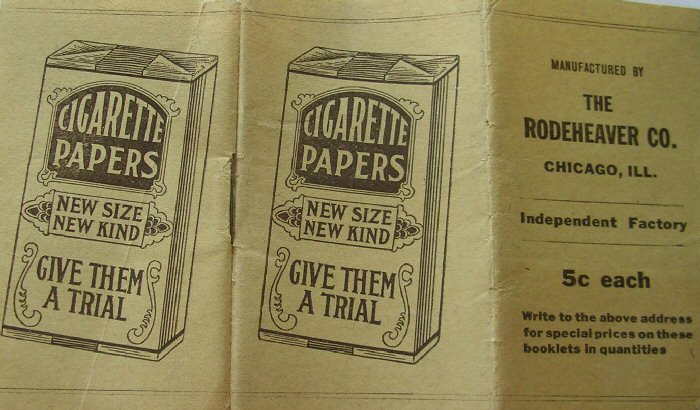 CIGARETTE
PAPERS
NEW SIZE
NEW KIND
GIVE THEM
A TRIAL
CIGARETTE
PAPERS
NEW SIZE
NEW KIND
GIVE THEM
A TRIAL
MANUFACTURED BY
THE
RODEHEAVER CO.
CHICAGO, ILL.
Independent Factory
5c each
Write to the above address
for special prices on these
booklets in quantities